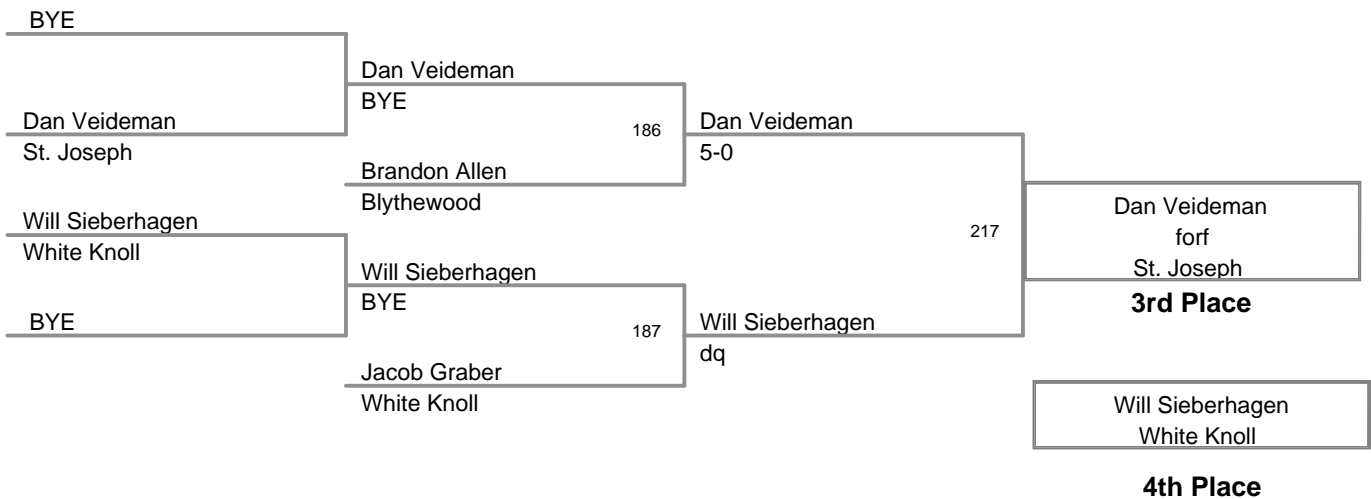 BYE
Dan Veideman
BYE
Dan Veideman
St. Joseph
186
Dan Veideman
5-0
Brandon Allen
Blythewood
Will Sieberhagen
White Knoll
217
Dan Veideman
forf
St. Joseph
3rd Place
Will Sieberhagen
BYE
BYE
187
Will Sieberhagen
dq
Jacob Graber
White Knoll
Will Sieberhagen
White Knoll
4th Place